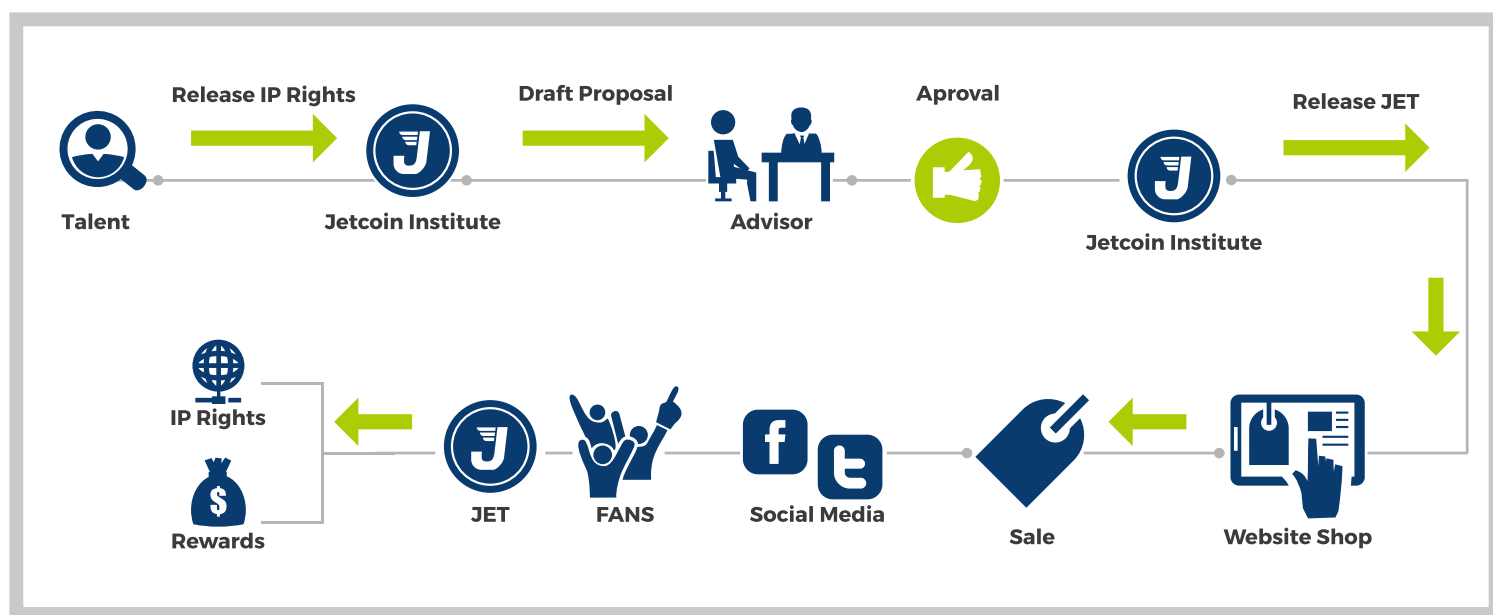 Release IP Rights
Draft Proposal
Aproval
Release JET
J
J
Talent
Jetcoin Institute
Advisor
Jetcoin Institute
IP Rights
J
f
t
$
Rewards
JET
FANS
Social Media
Sale
Website Shop